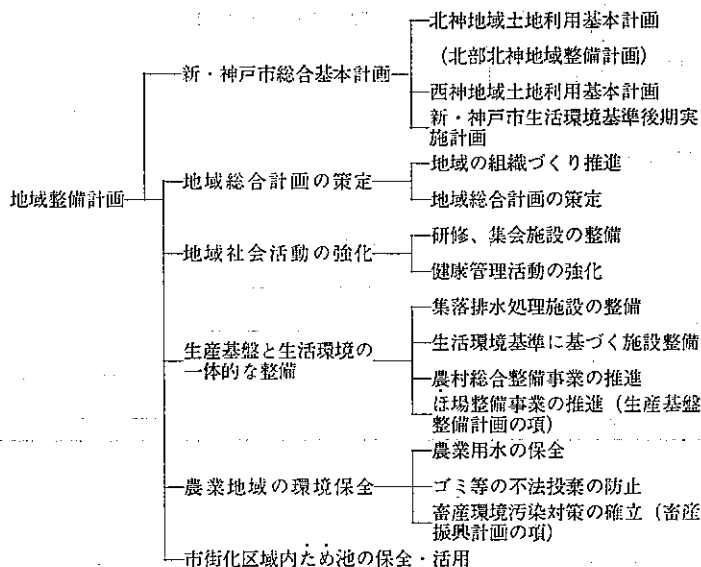 北神地域土地利用基本計画
(北部北神地域整備計画)
新・神戸市総合基本計画
西神地域土地利用基本計画
新・神戸市生活環境基準後期実
施計画
地域整備計画
地域総合計画の策定
地域の組織づくり推進
地域総合計画の策定
地域社会活動の強化
研修、集会施設の整備
健康管理活動の強化
生産基盤と生活環境の
一体的な整備
集落排水処理施設の整備
生活環境基準に基づく施設整備
農村総合整備事業の推進
ほ場整備事業の推進(生産基盤
整備計画の項)
農業地域の環境保全
農業用水の保全
ゴミ等の不法投棄の防止
畜産環境汚染対策の確立(畜産
振興計画の項)
市街化区域内ため池の保全・活用